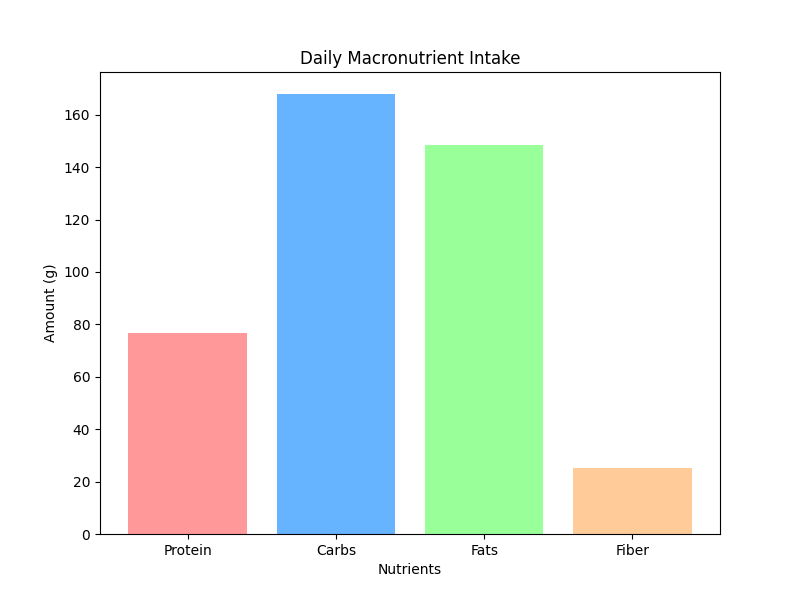 Daily Macronutrient Intake
160
140
120
100
80
60
40
20
0
Amount (g)
Protein Carbs Fats Fiber
Nutrients